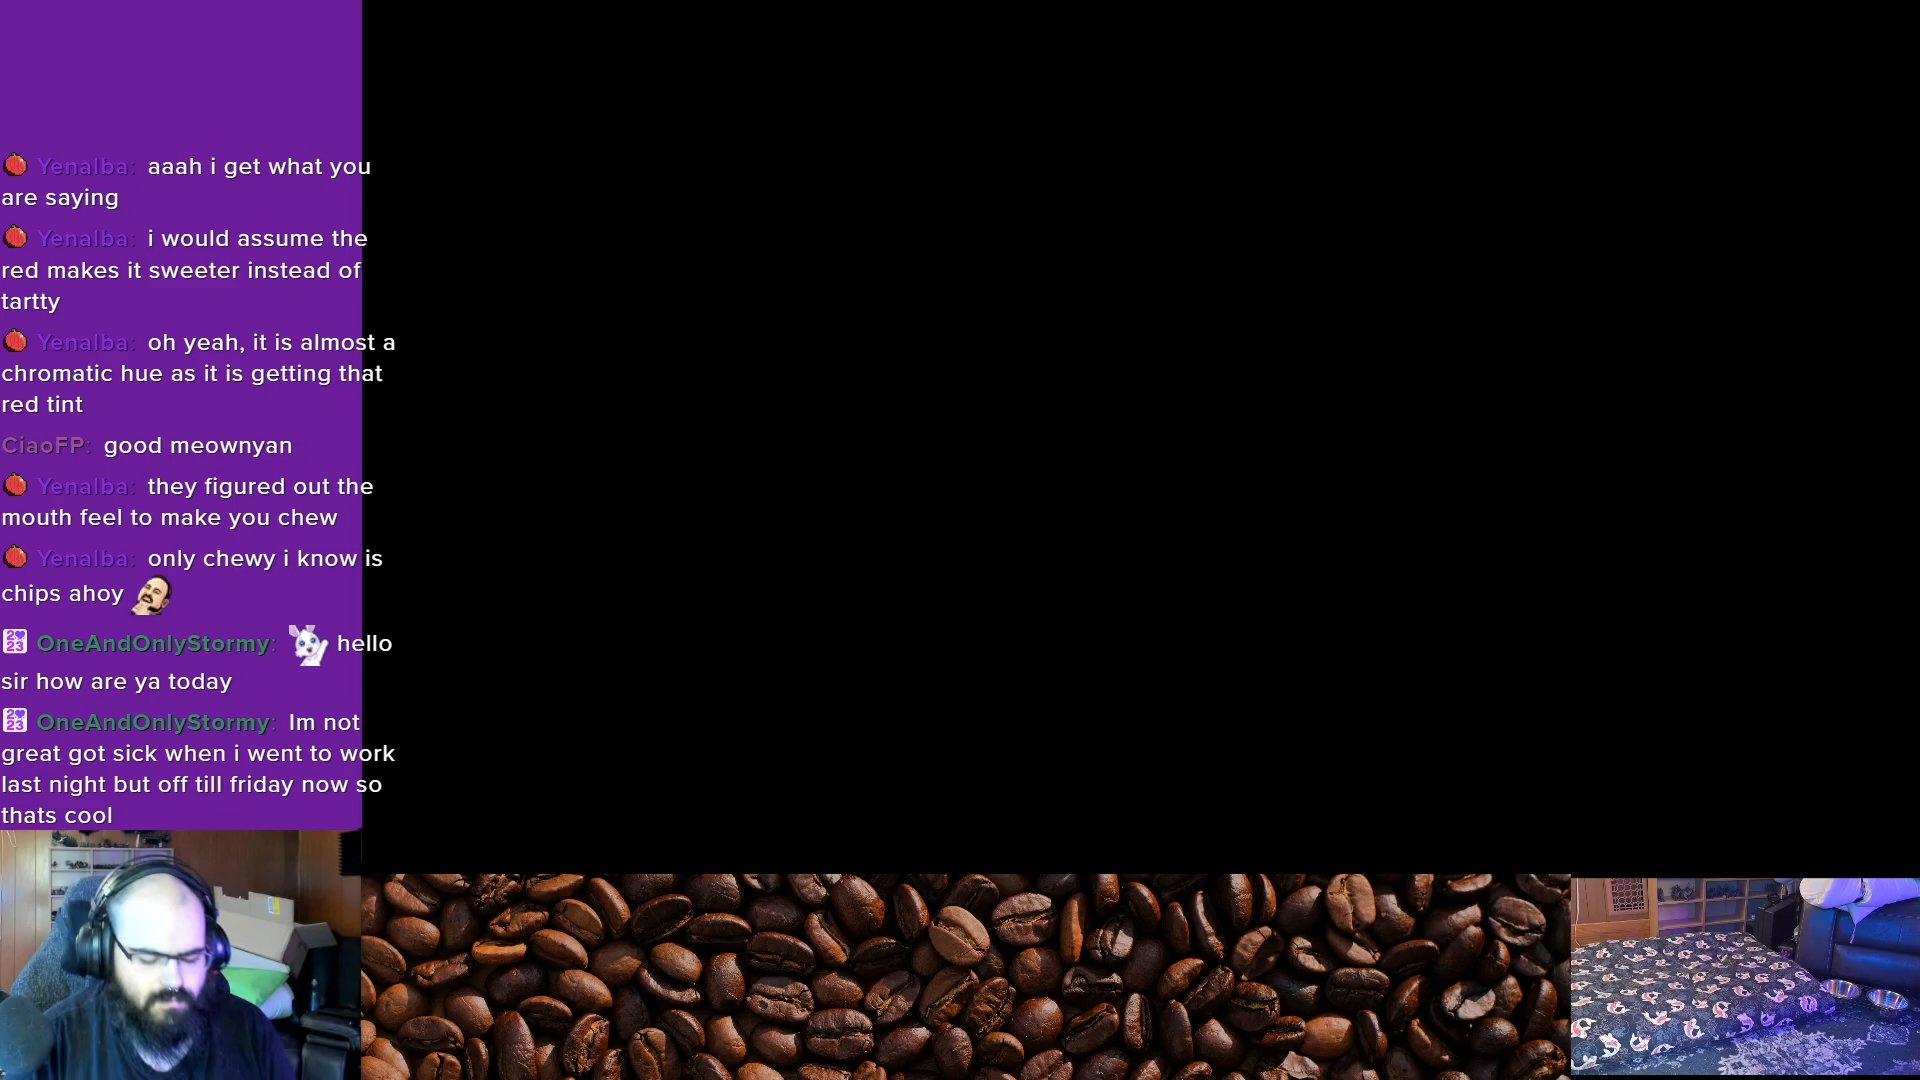 Yenalba: aaah i get what you
are saying
Yenalba: i would assume the
red makes it sweeter instead of
tartty
Yenalba: oh yeah, it is almost a
chromatic hue as it is getting that
red tint
CiaoFP: good meownyan
Yenalba: they figured out the
mouth feel to make you chew
Yenalba: only chewy i know is
chips ahoy
2023 OneAndOnlyStormy: hello
sir how are ya today
2023 OneAndOnlyStormy: Im not
great got sick when i went to work
last night but off till friday now so
thats cool